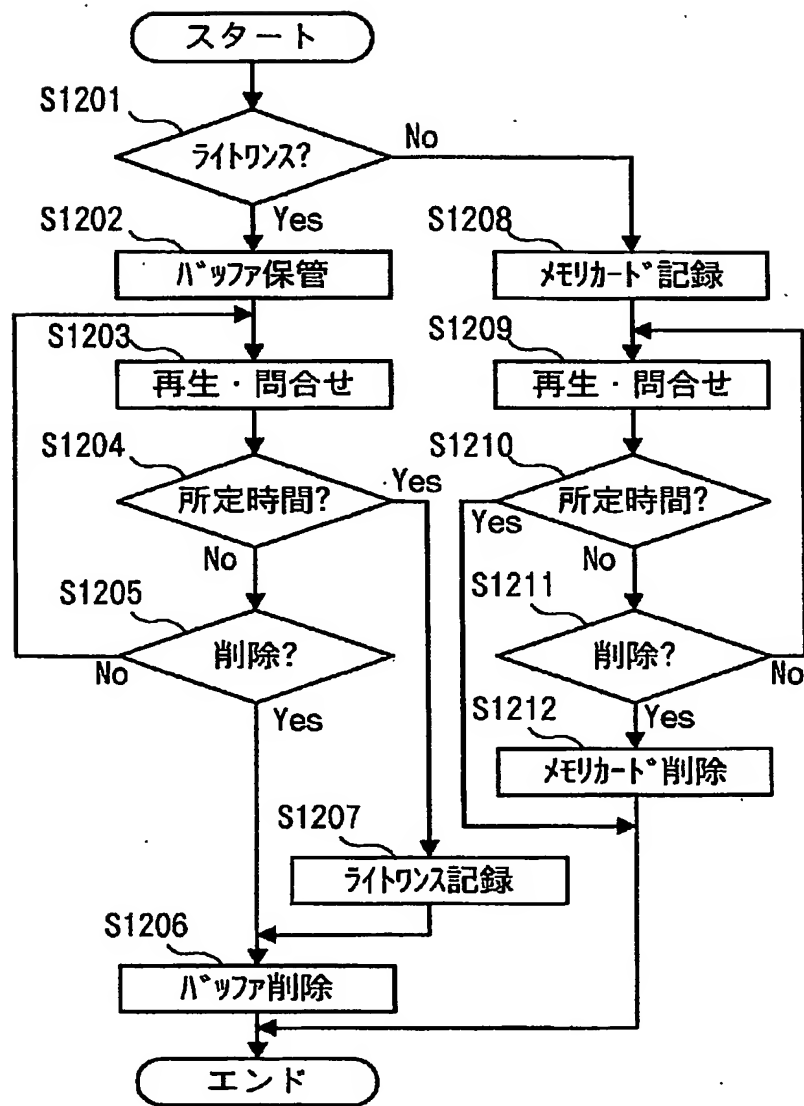 スタート
S1201
ライトワンス?
No
Yes
S1202
バッファ保管
S1208
メモリカード記録
S1203
再生・問合せ
S1209
再生・問合せ
S1204
所定時間?
Yes
No
S1210
所定時間?
Yes
No
S1205
削除?
No
Yes
S1211
削除?
No
Yes
S1212
メモリカード削除
S1207
ライトワンス記録
S1206
バッファ削除
エンド